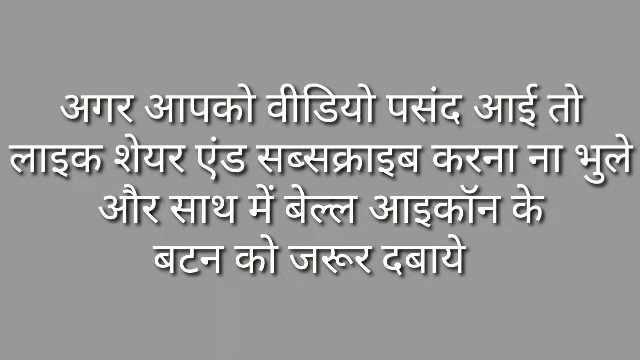 अगर आपको वीडियो पसंद आई तो
लाइक शेयर एंड सब्सक्राइब करना ना भुले
और साथ में बेल्ल आइकॉन के
बटन को जरूर दबाये